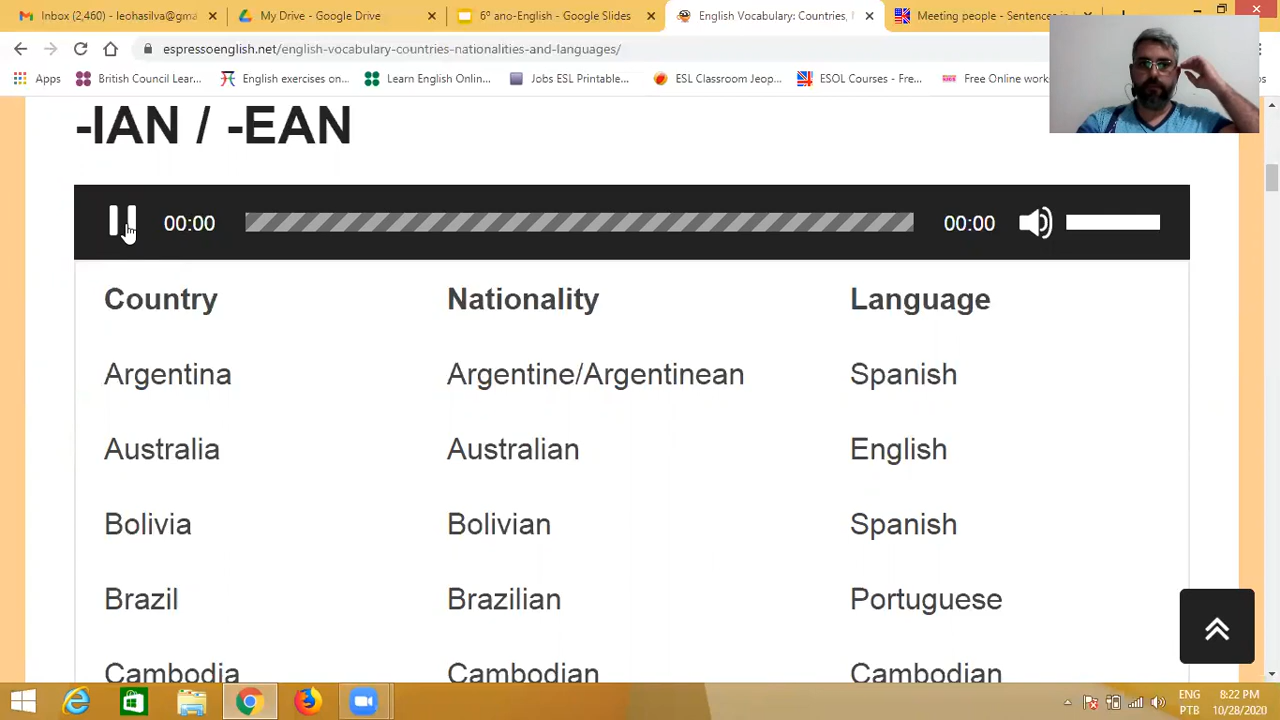 Inbox (2,460) - leohasilva@gma
My Drive - Google Drive
6º ano-English - Google Slides
English Vocabulary: Countries,
Meeting people - Sentences
espressoenglish.net/english-vocabulary-countries-nationalities-and-languages/
Apps
British Council Lear...
English exercises on...
Learn English Onlin...
Jobs ESL Printable...
ESL Classroom Jeop...
ESOL Courses - Fre...
Free Online
-IAN / -EAN
00:00
00:00
Country Nationality Language
Argentina Argentine/Argentinean Spanish
Australia Australian English
Bolivia Bolivian Spanish
Brazil Brazilian Portuguese
Cambodia Cambodian Cambodian
ENG 8:22 PM
PTB 10/28/2020